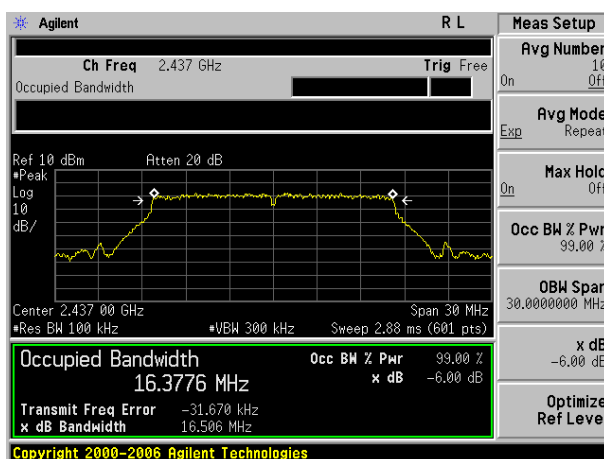 Agilent R L Meas Setup
Ch Freq 2.437 GHz Trig Free
Occupied Bandwidth
Avg Number
10
On Off
Avg Mode
Exp Repeat
Max Hold
On Off
Occ BW % Pwr
99.00 %
OBW Span
30.0000000 MHz
x dB
-6.00 dB
Optimize
Ref Level
Ref 10 dBm Atten 20 dB
#Peak
Log
10
dB/
Center 2.437 00 GHz Span 30 MHz
#Res BW 100 kHz #VBW 300 kHz Sweep 2.88 ms (601 pts)
Occupied Bandwidth Occ BW % Pwr 99.00 %
16.3776 MHz x dB -6.00 dB
Transmit Freq Error -31.670 kHz
x dB Bandwidth 16.506 MHz
Copyright 2000-2006 Agilent Technologies